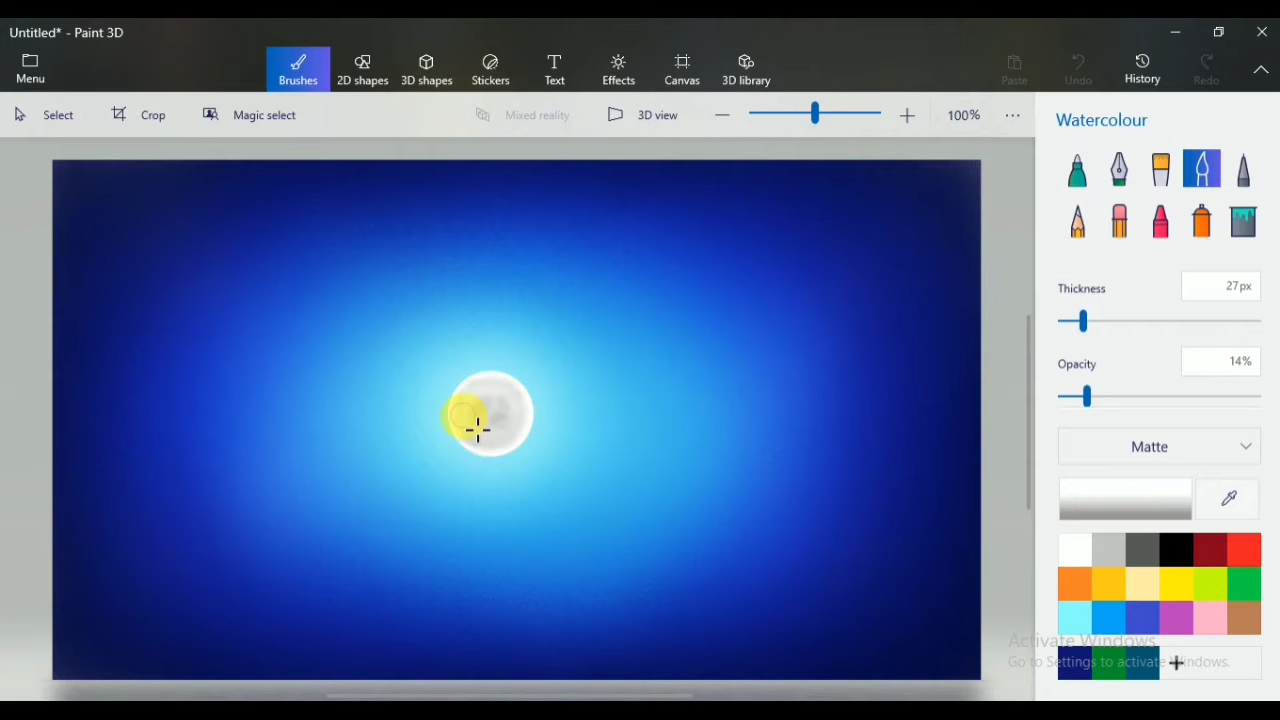 Untitled* - Paint 3D
Menu
Brushes
2D shapes
3D shapes
Stickers
Text
Effects
Canvas
3D library
Paste
Undo
History
Redo
Select
Crop
Magic select
Mixed reality
3D view
100%
Watercolour
Thickness
27px
Opacity
14%
Matte
Activate Windows
Go to Settings to activate Windows.